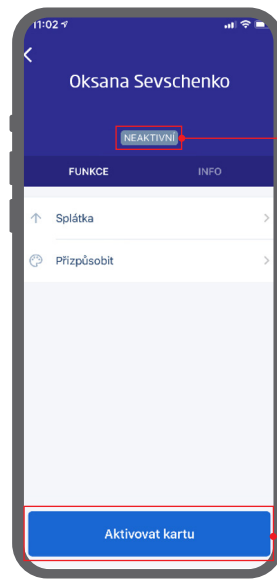 11:02
Oksana Sevschenko
NEAKTIVNÍ
FUNKCE INFO
Splátka
Přizpůsobit
Aktivovat kartu